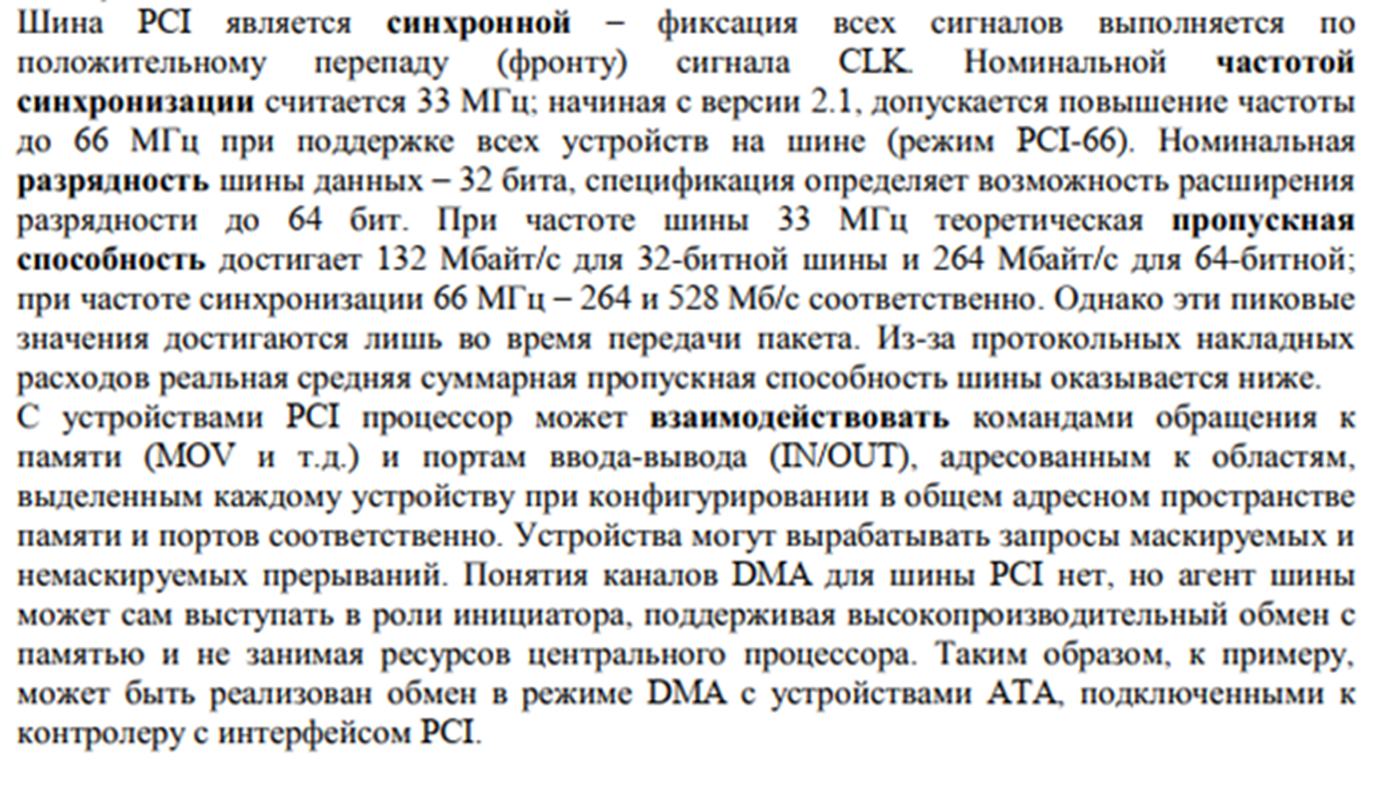 Шина PCI является синхронной – фиксация всех сигналов выполняется по
положительному перепаду (фронту) сигнала CLK. Номинальной частотой
синхронизации считается 33 МГц; начиная с версии 2.1, допускается повышение частоты
до 66 МГц при поддержке всех устройств на шине (режим PCI-66). Номинальная
разрядность шины данных – 32 бита, спецификация определяет возможность расширения
разрядности до 64 бит. При частоте шины 33 МГц теоретическая пропускная
способность достигает 132 Мбайт/с для 32-битной шины и 264 Мбайт/с для 64-битной;
при частоте синхронизации 66 МГц – 264 и 528 Мб/с соответственно. Однако эти пиковые
значения достигаются лишь во время передачи пакета. Из-за протокольных накладных
расходов реальная средняя суммарная пропускная способность шины оказывается ниже.
С устройствами PCI процессор может взаимодействовать командами обращения к
памяти (MOV и т.д.) и портам ввода-вывода (IN/OUT), адресованным к областям,
выделенным каждому устройству при конфигурировании в общем адресном пространстве
памяти и портов соответственно. Устройства могут вырабатывать запросы маскируемых и
немаскируемых прерываний. Понятия каналов DMA для шины PCI нет, но агент шины
может сам выступать в роли инициатора, поддерживая высокопроизводительный обмен с
памятью и не занимая ресурсов центрального процессора. Таким образом, к примеру,
может быть реализован обмен в режиме DMA с устройствами ATA, подключенными к
контролеру с интерфейсом PCI.